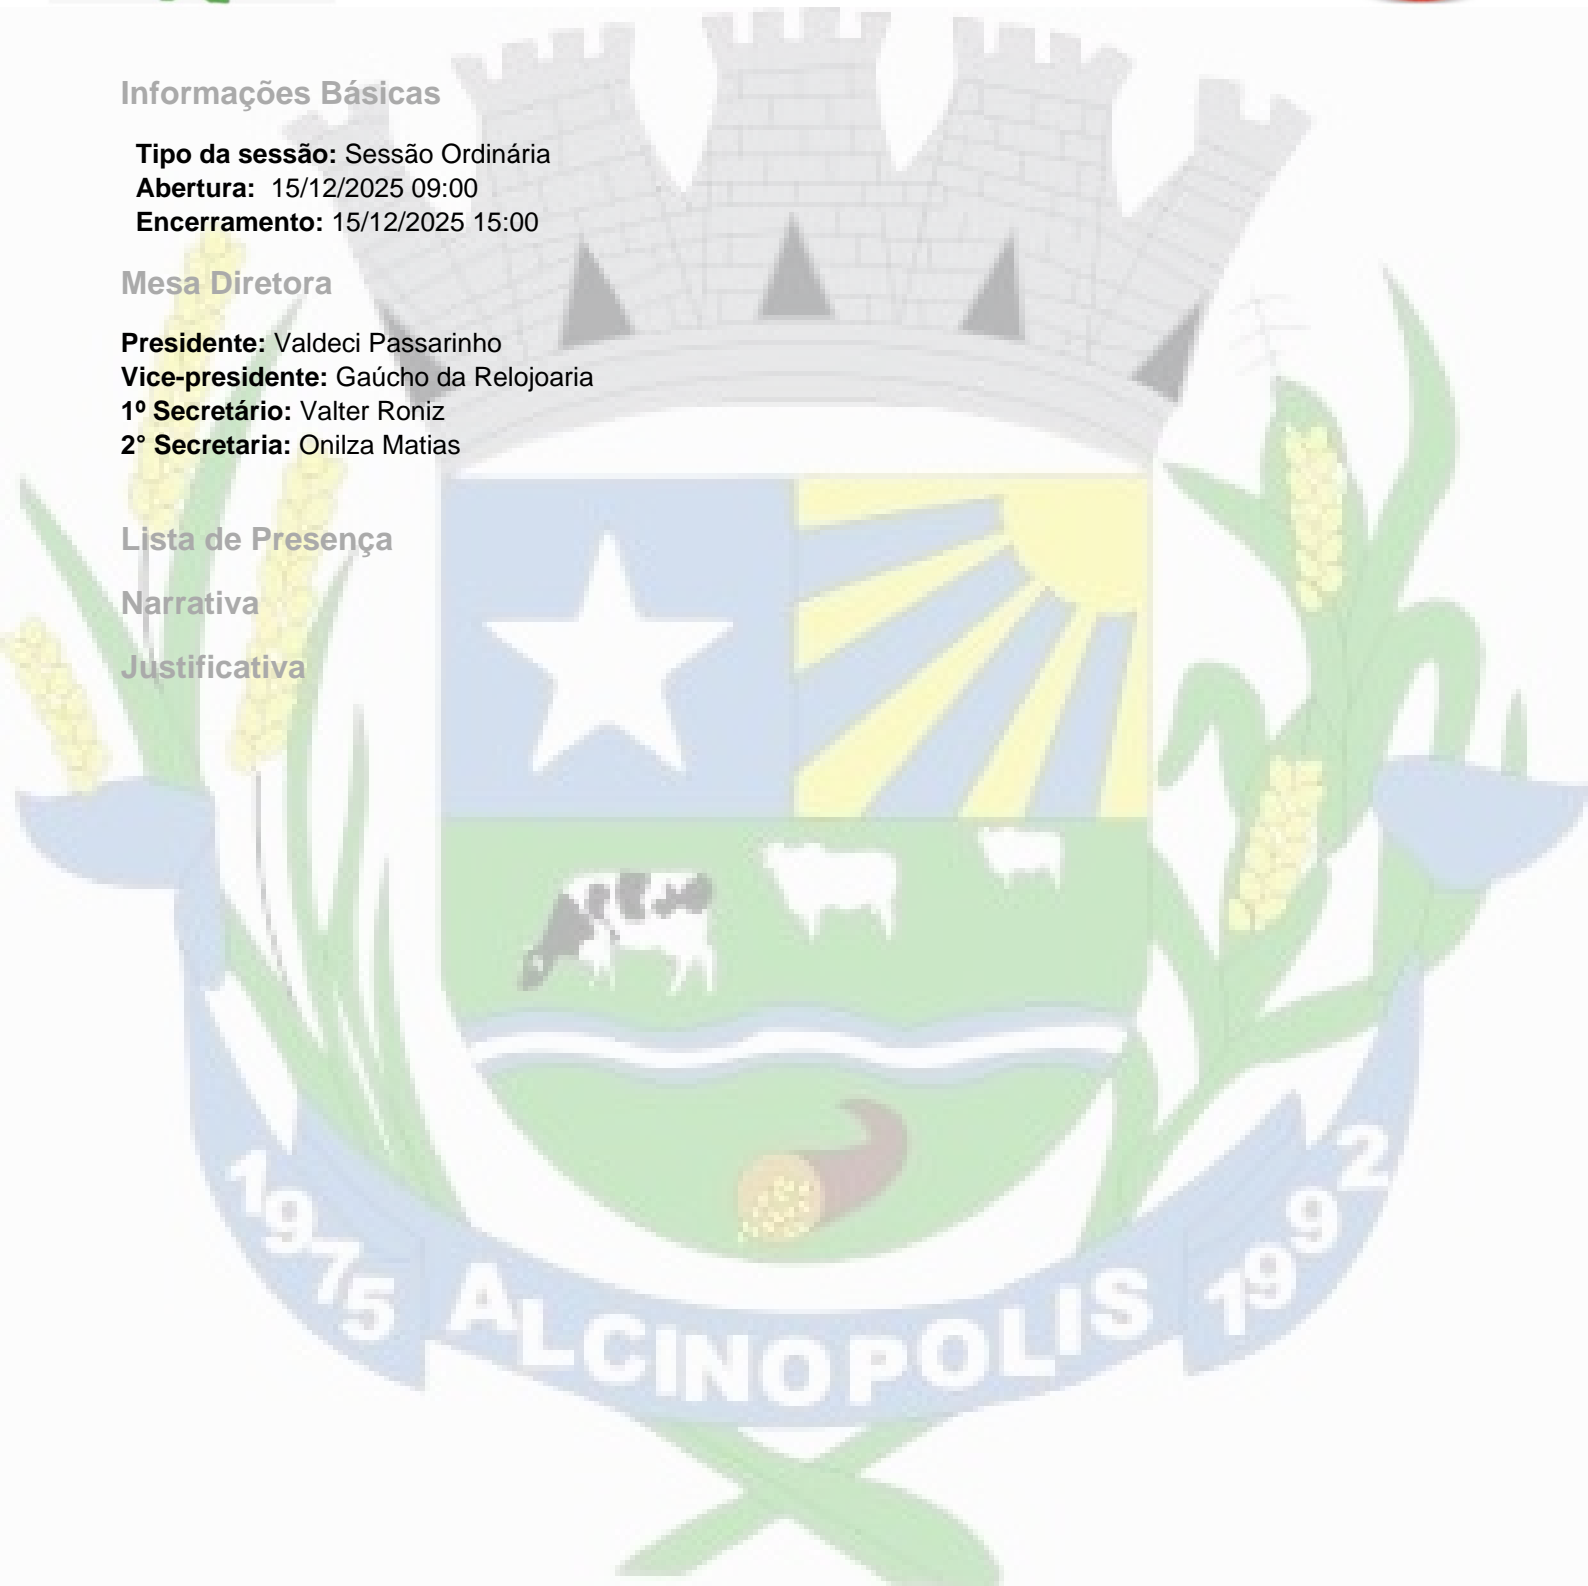 Informações Básicas
Tipo da sessão: Sessão Ordinária
Abertura: 15/12/2025 09:00
Encerramento: 15/12/2025 15:00
Mesa Diretora
Presidente: Valdeci Passarinho
Vice-presidente: Gaúcho da Relojoaria
1º Secretário: Valter Roniz
2° Secretaria: Onilza Matias
Lista de Presença
Narrativa
Justificativa
1975 ALCINOPOLIS 1992